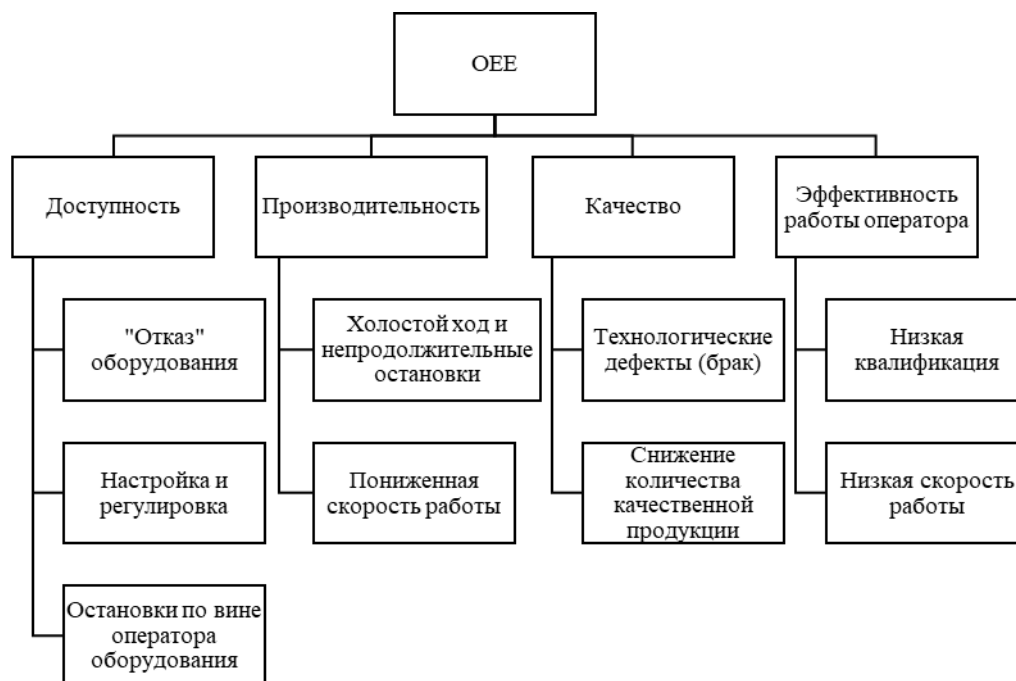 OEE
Доступность
Производительность
Качество
Эффективность
работы оператора
"Отказ"
оборудования
Холостой ход и
непродолжительные
остановки
Технологические
дефекты (брак)
Низкая
квалификация
Настройка и
регулировка
Пониженная
скорость работы
Снижение
количества
качественной
продукции
Низкая скорость
работы
Остановки по вине
оператора
оборудования